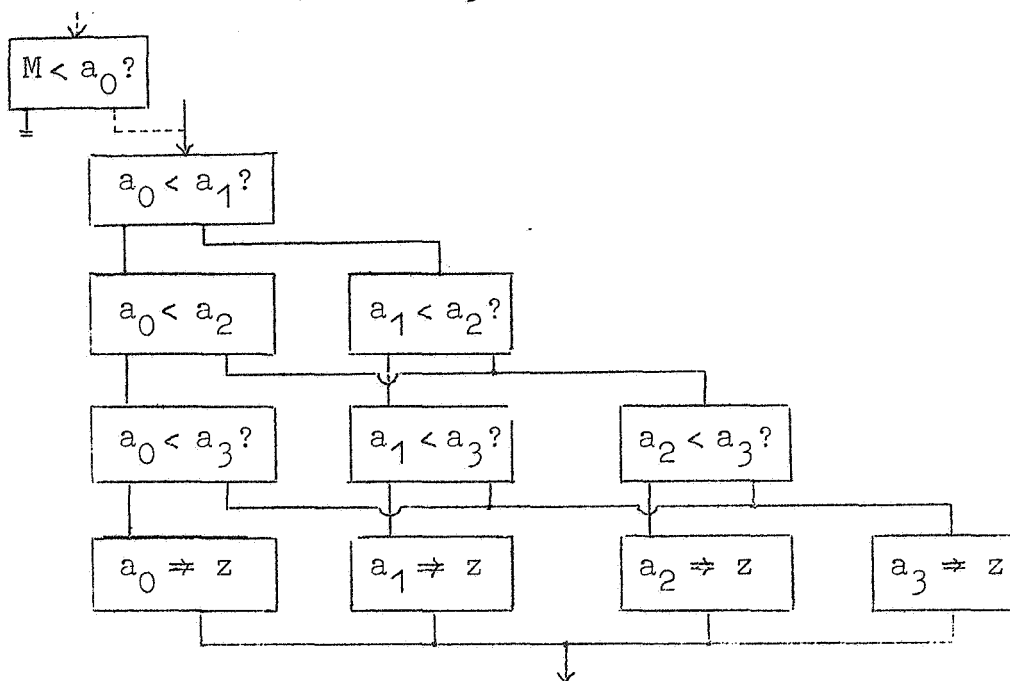 M < a₀?
a₀ < a₁?
a₀ < a₂ a₁ < a₂?
a₀ < a₃? a₁ < a₃? a₂ < a₃?
a₀ ⇒ z a₁ ⇒ z a₂ ⇒ z a₃ ⇒ z